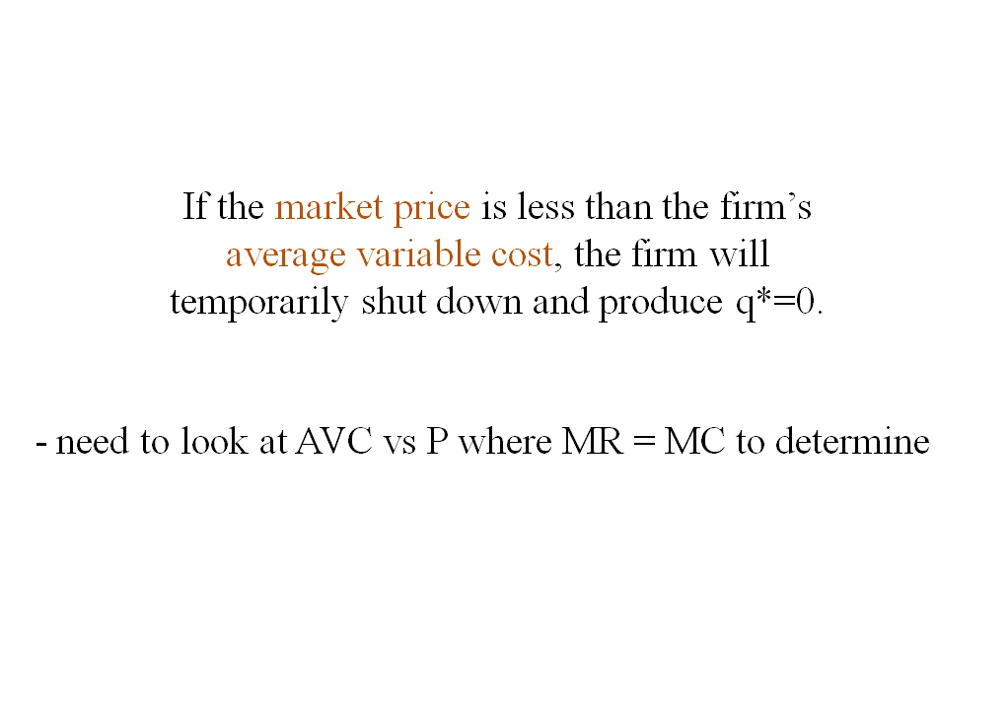 If the market price is less than the firm’s
average variable cost, the firm will
temporarily shut down and produce q*=0.
- need to look at AVC vs P where MR = MC to determine